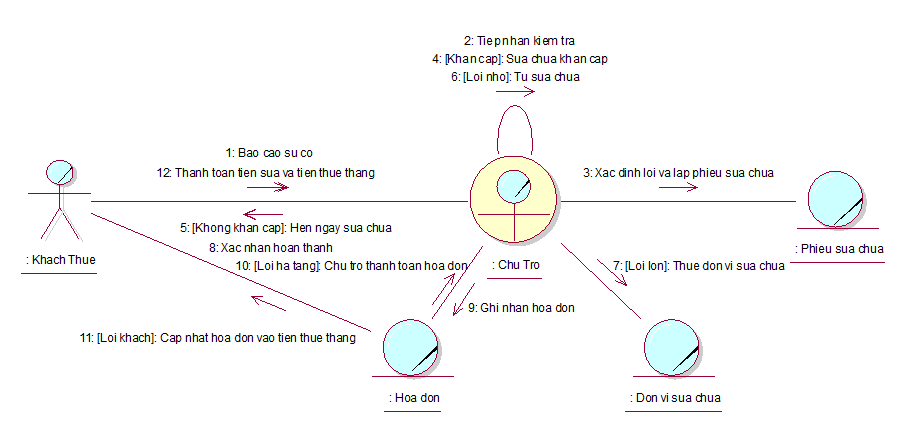 2: Tiep nhan kiem tra
4: [Khan cap]: Sua chua khan cap
6: [Loi nho]: Tu sua chua
1: Bao cao su co
12: Thanh toan tien sua va tien thue thang
3: Xac dinh loi va lap phieu sua chua
5: [Khong khan cap]: Hen ngay sua chua
8: Xac nhan hoan thanh
10: [Loi ha tang]: Chu tro thanh toan hoa don
: Khach Thue
: Chu Tro
: Phieu sua chua
7: [Loi lon]: Thue don vi sua chua
9: Ghi nhan hoa don
11: [Loi khach]: Cap nhat hoa don vao tien thue thang
: Hoa don
: Don vi sua chua